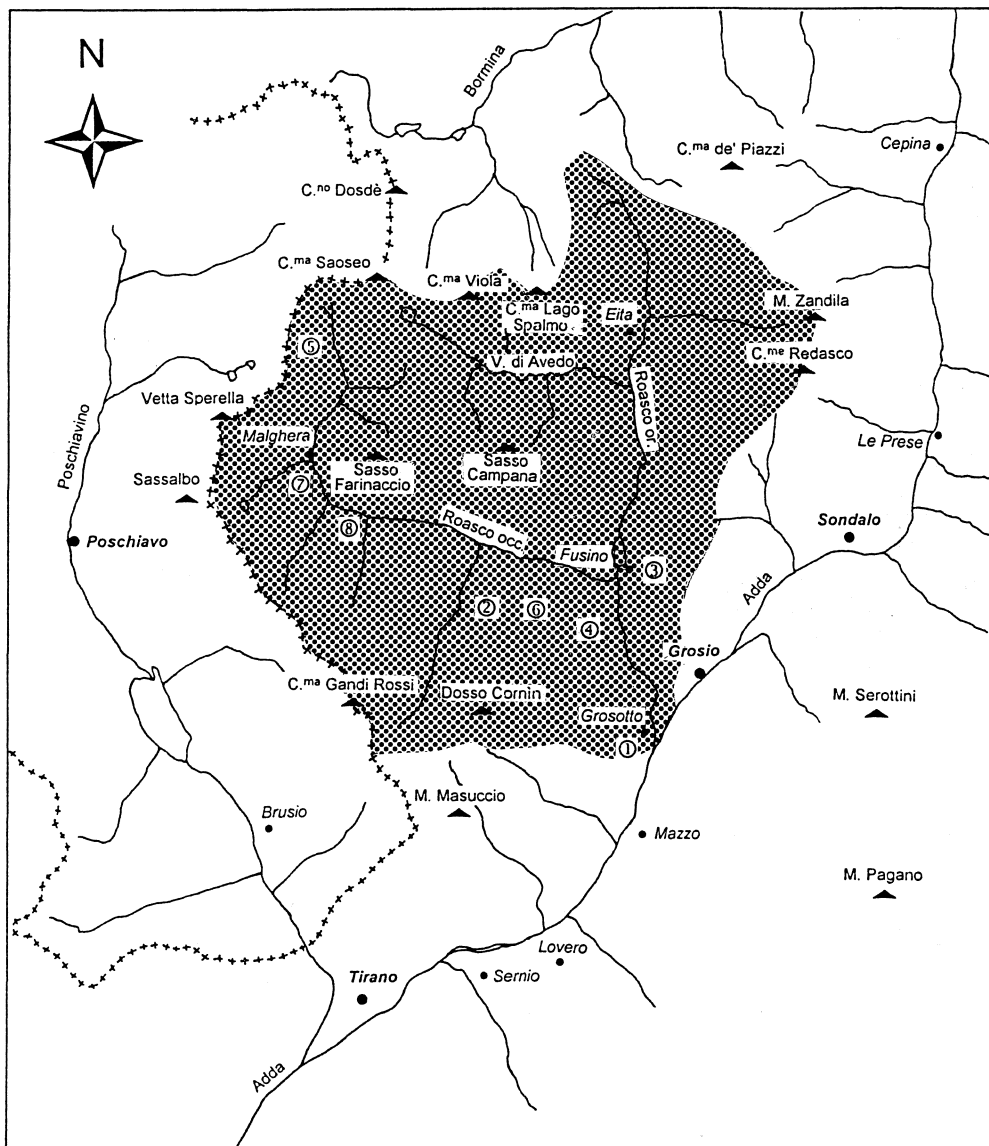 N
Bormina
C.ma de' Piazzi
Cepina
C.no Dosdè
C.ma Saoseo
C.ma Viola
C.ma Lago
Spalmo
Eita
M. Zandila
⑤
V. di Avedo
C.me Redasco
Roasco or.
Vetta Sperella
Poschiavino
Malghera
Le Prese
Sasso
Farinaccio
Sasso
Campana
Sassalbo
⑦
⑧
Roasco occ.
Sondalo
Poschiavo
Fusino
③
Adda
②
⑥
④
Grosio
C.ma Gandi Rossi
Dosso Cornin
M. Serottini
Grosotto
①
M. Masuccio
Brusio
Mazzo
M. Pagano
Lovero
Tirano
Sernio
Adda